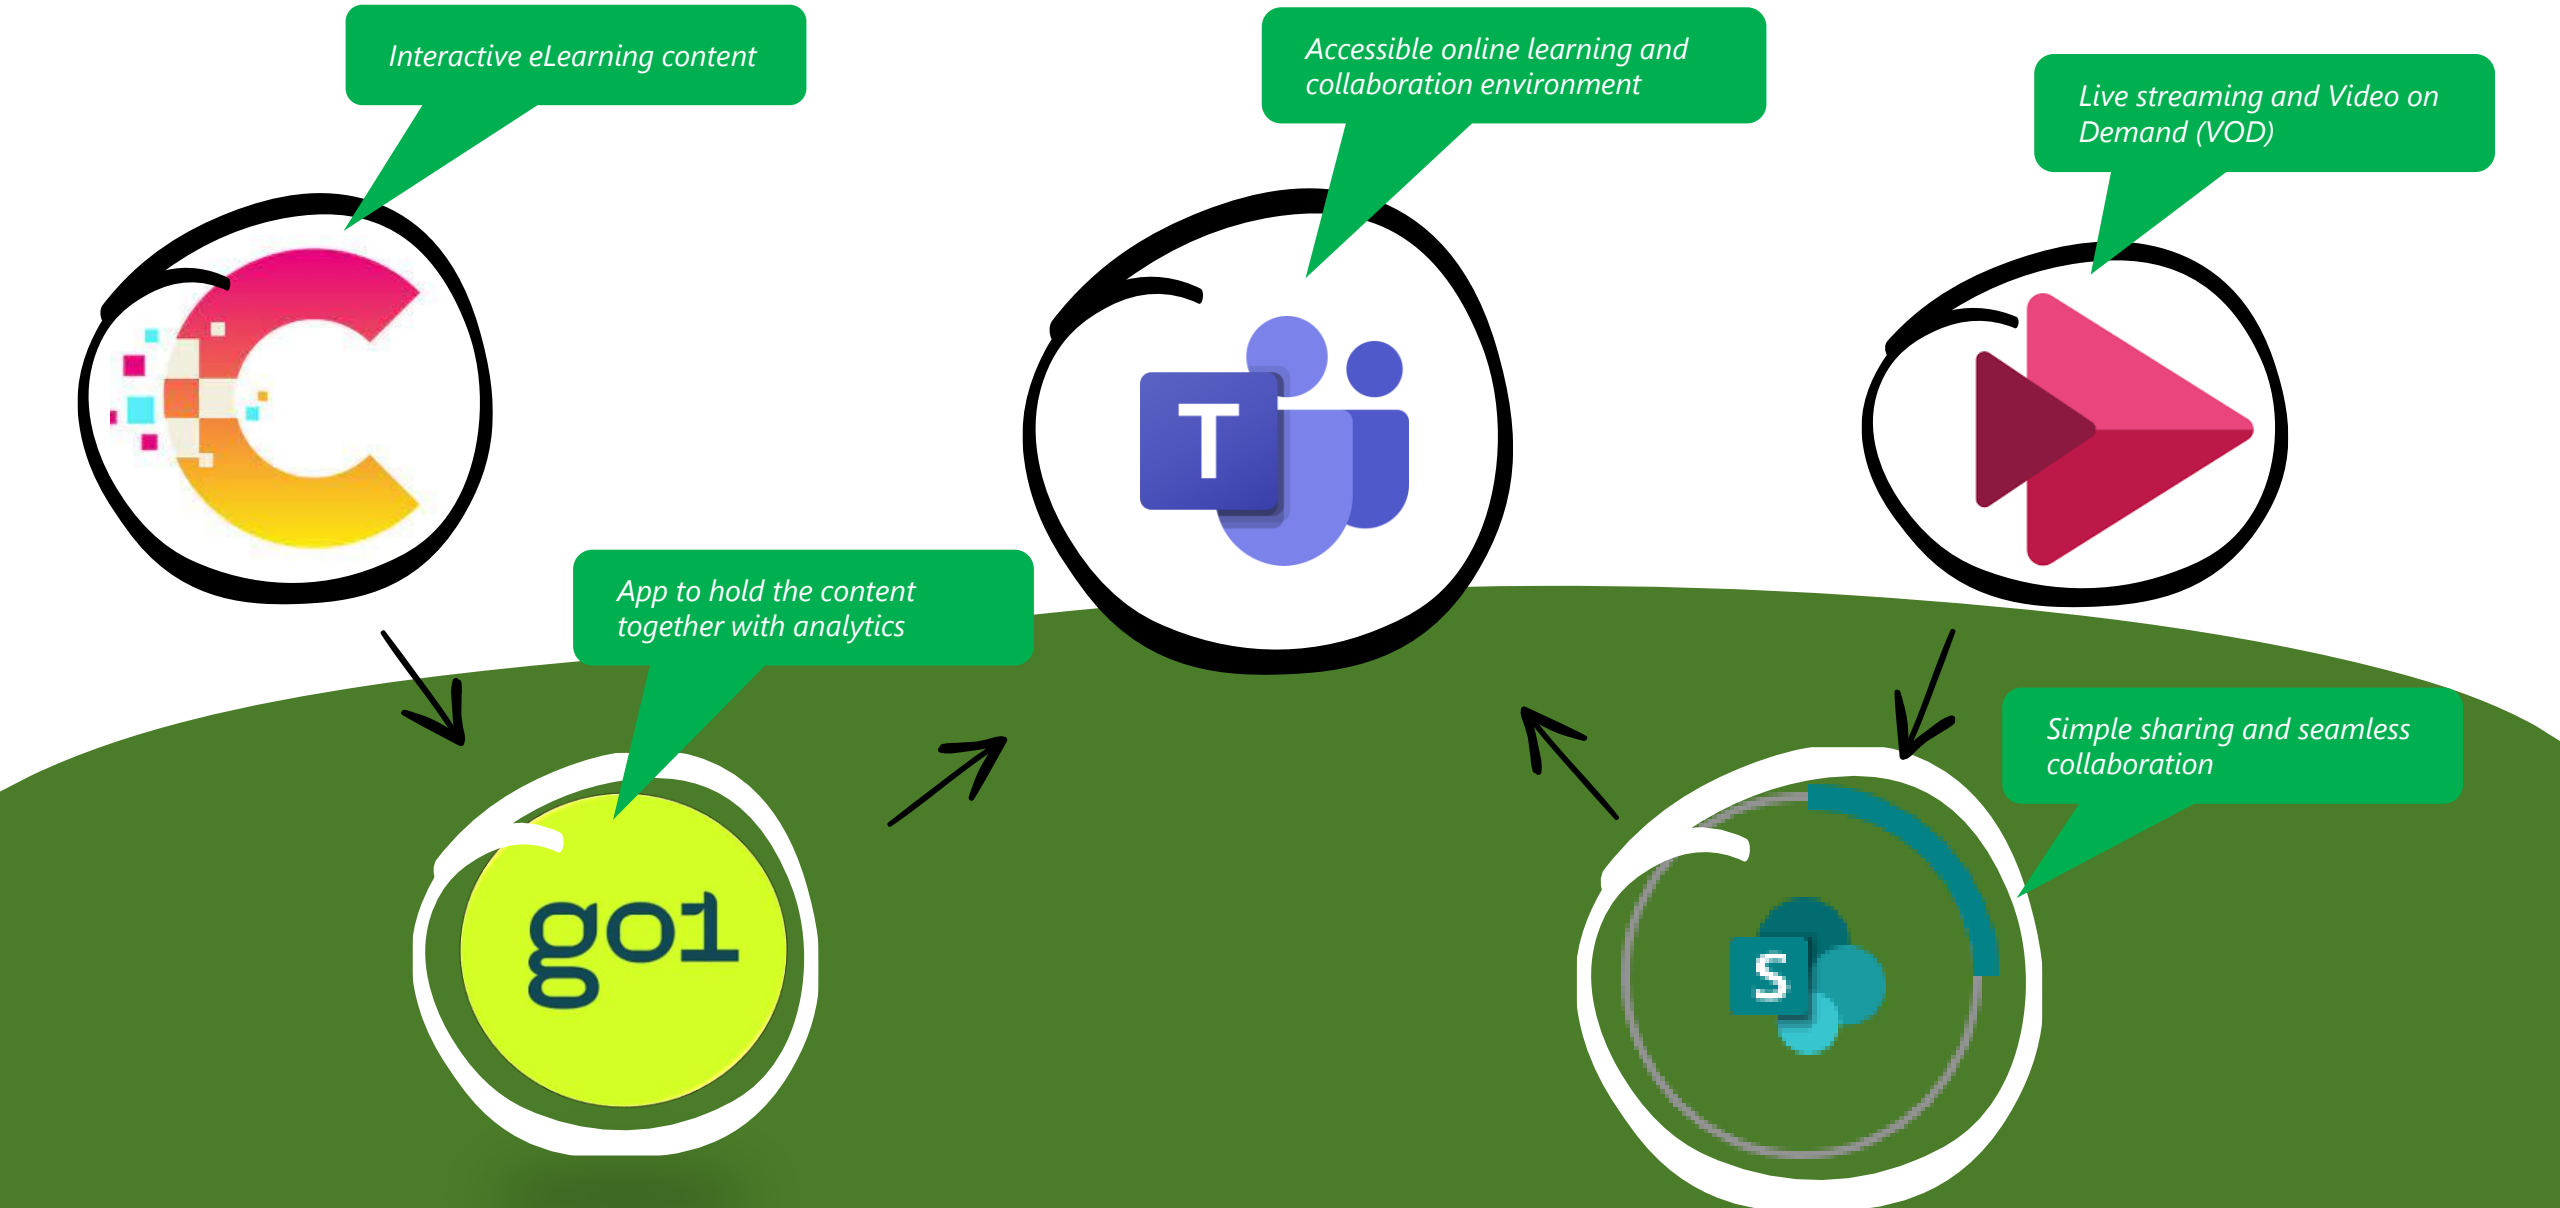 Interactive eLearning content
Accessible online learning and
collaboration environment
Live streaming and Video on
Demand (VOD)
T
App to hold the content
together with analytics
Simple sharing and seamless
collaboration
go1
S